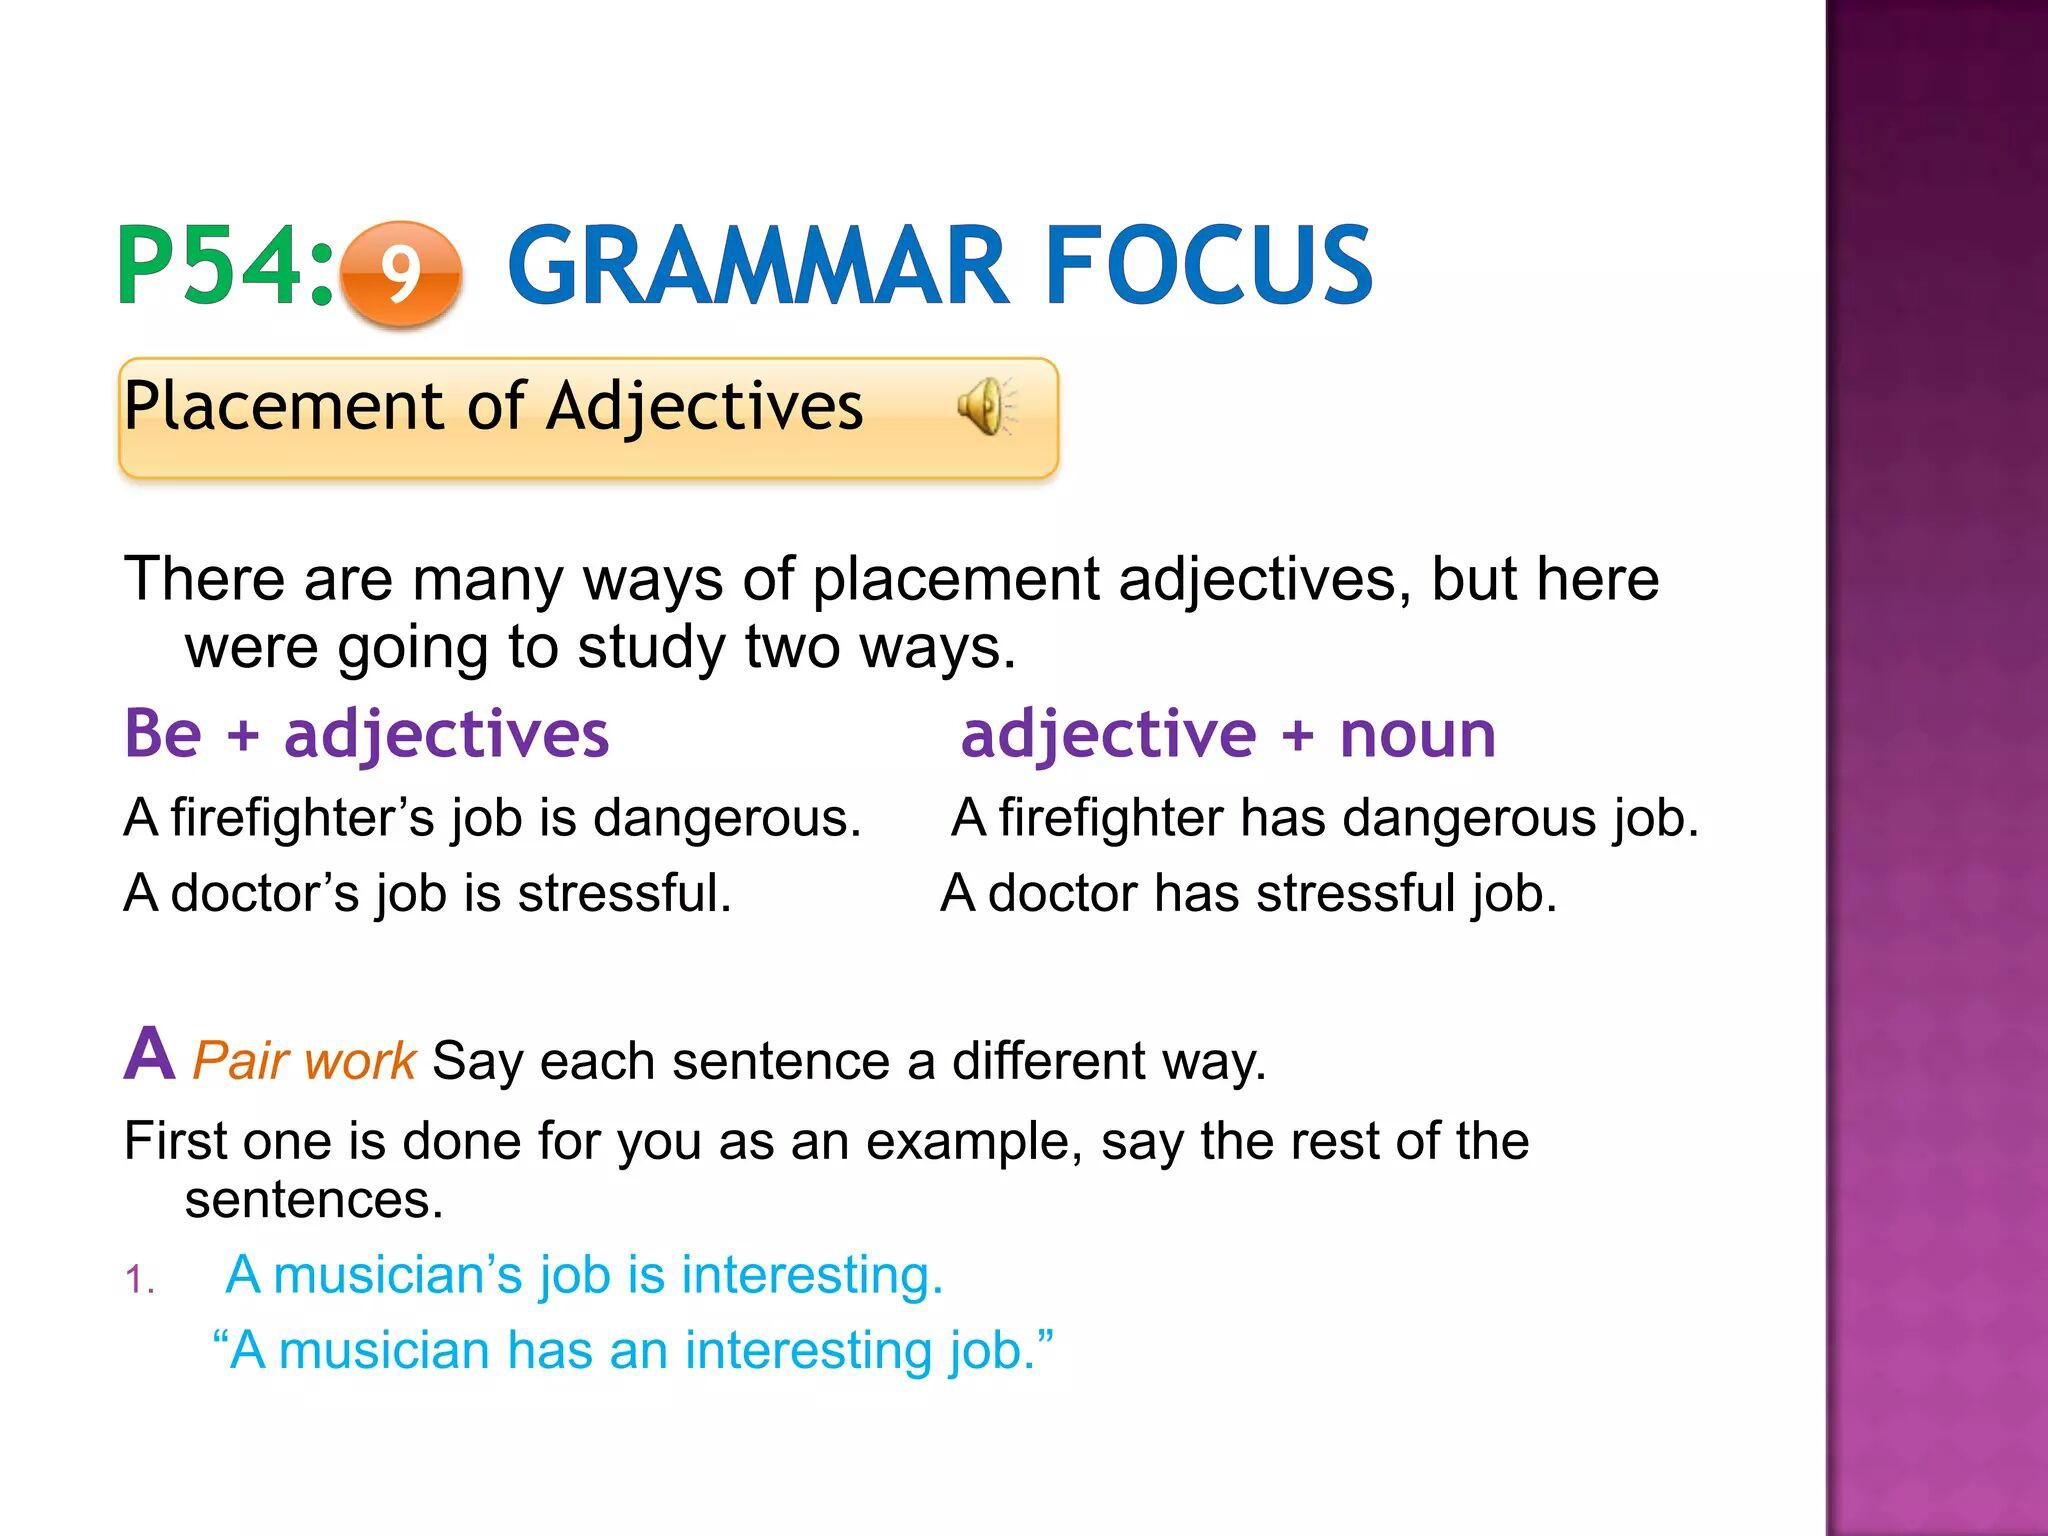 P54: 9 GRAMMAR FOCUS
Placement of Adjectives
There are many ways of placement adjectives, but here
were going to study two ways.
Be + adjectives adjective + noun
A firefighter’s job is dangerous. A firefighter has dangerous job.
A doctor’s job is stressful. A doctor has stressful job.
A Pair work Say each sentence a different way.
First one is done for you as an example, say the rest of the
sentences.
1. A musician’s job is interesting.
“A musician has an interesting job.”